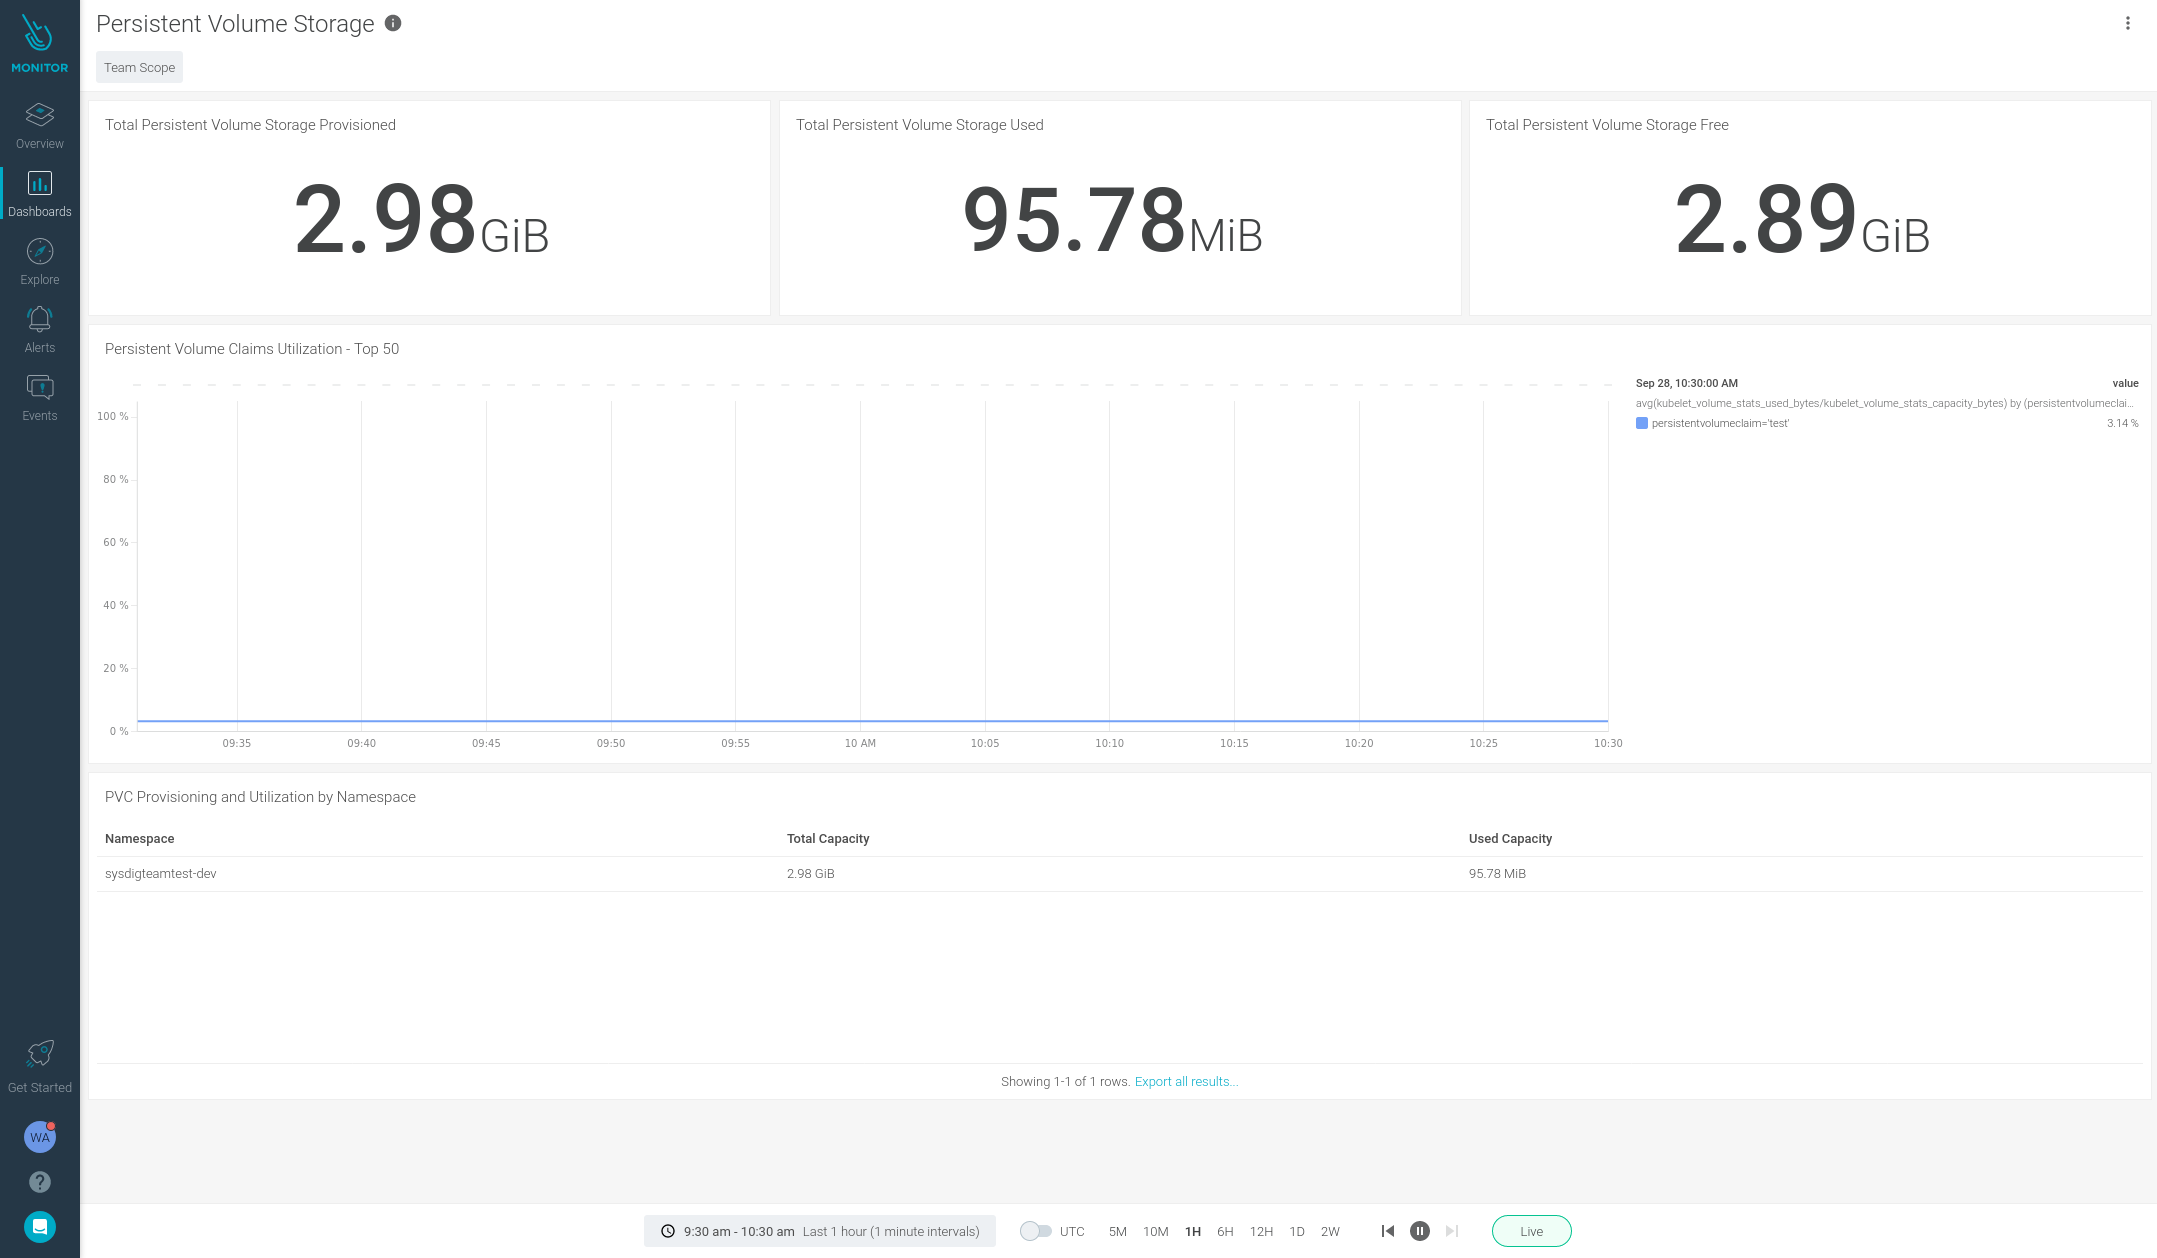 MONITOR
Overview
Dashboards
Explore
Alerts
Events
Get Started
WA
Persistent Volume Storage
Team Scope
Total Persistent Volume Storage Provisioned
2.98GiB
Total Persistent Volume Storage Used
95.78MiB
Total Persistent Volume Storage Free
2.89GiB
Persistent Volume Claims Utilization - Top 50
100 %
80 %
60 %
40 %
20 %
0 %
09:35 09:40 09:45 09:50 09:55 10 AM 10:05 10:10 10:15 10:20 10:25 10:30
Sep 28, 10:30:00 AM value
avg(kubelet_volume_stats_used_bytes/kubelet_volume_stats_capacity_bytes) by (persistentvolumeclai...
persistentvolumeclaim='test' 3.14 %
PVC Provisioning and Utilization by Namespace
Namespace Total Capacity Used Capacity
sysdigteamtest-dev 2.98 GiB 95.78 MiB
Showing 1-1 of 1 rows. Export all results...
9:30 am - 10:30 am Last 1 hour (1 minute intervals) UTC 5M 10M 1H 6H 12H 1D 2W Live